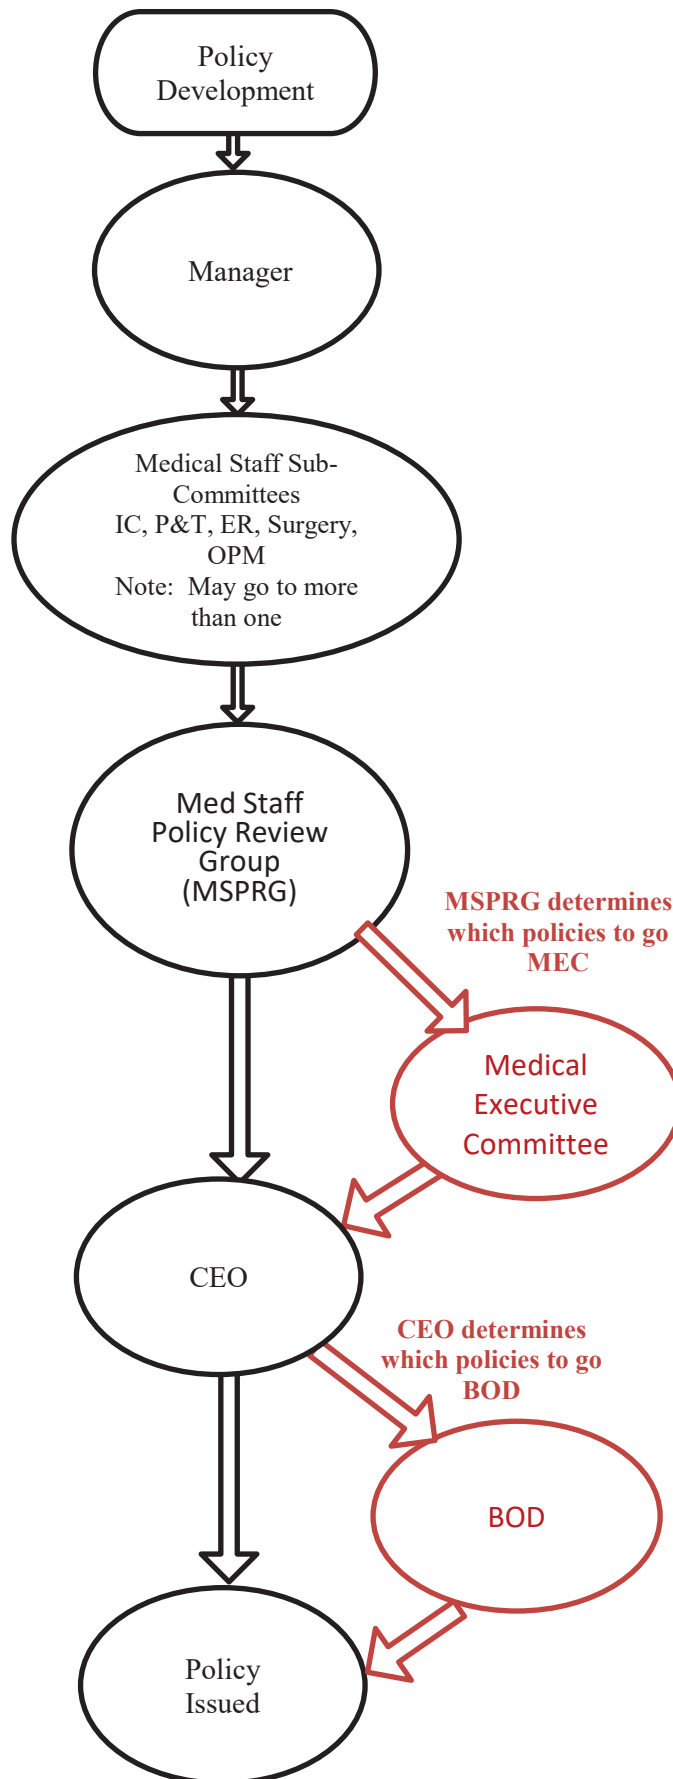 Policy
Development
Manager
Medical Staff Sub-
Committees
IC, P&T, ER, Surgery,
OPM
Note:  May go to more
than one
Med Staff
Policy Review
Group
(MSPRG)
MSPRG determines
which policies to go
MEC
Medical
Executive
Committee
CEO
CEO determines
which policies to go
BOD
BOD
Policy
Issued